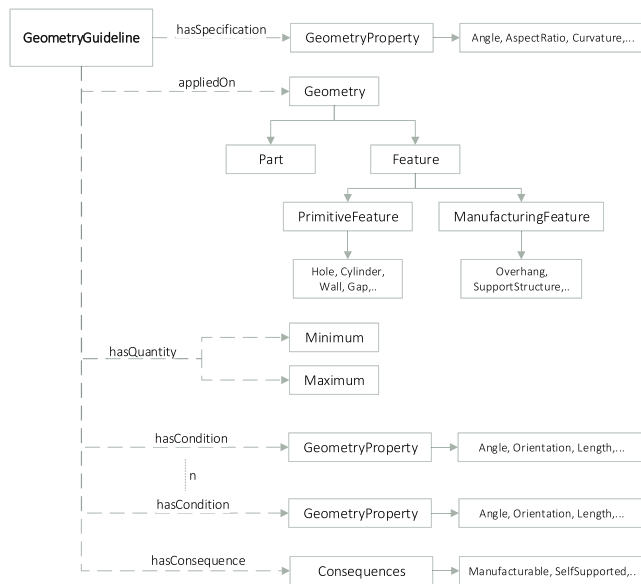 GeometryGuideline
hasSpecification
GeometryProperty
Angle, AspectRatio, Curvature,...
appliedOn
Geometry
Part
Feature
PrimitiveFeature
ManufacturingFeature
Hole, Cylinder,
Wall, Gap,..
Overhang,
SupportStructure,..
hasQuantity
Minimum
Maximum
hasCondition
GeometryProperty
Angle, Orientation, Length,...
n
hasCondition
GeometryProperty
Angle, Orientation, Length,...
hasConsequence
Consequences
Manufacturable, SelfSupported,..